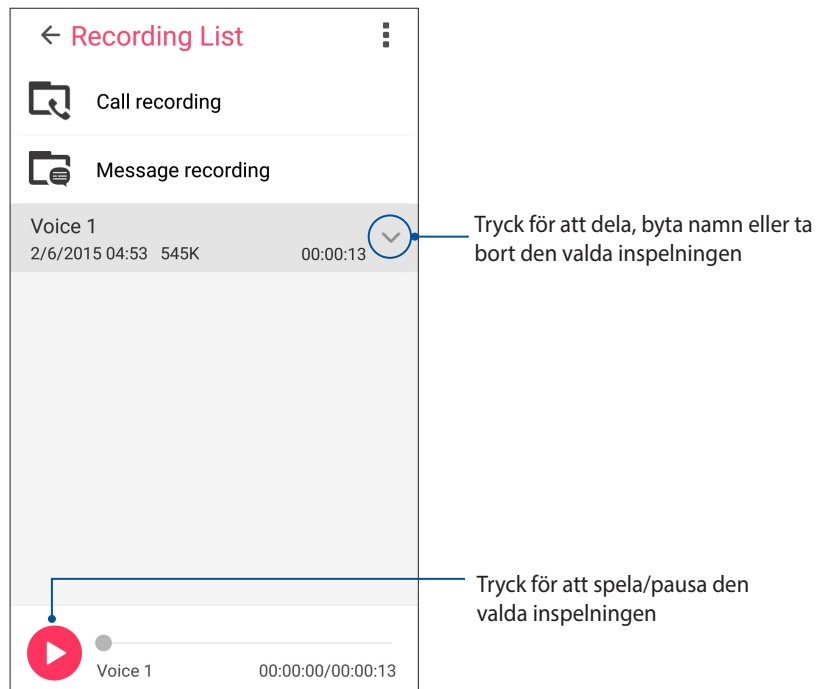 Recording List
Call recording
Message recording
Voice 1
2/6/2015 04:53 545K 00:00:13
Tryck för att dela, byta namn eller ta
bort den valda inspelningen
Tryck för att spela/pausa den
valda inspelningen
Voice 1 00:00:00/00:00:13